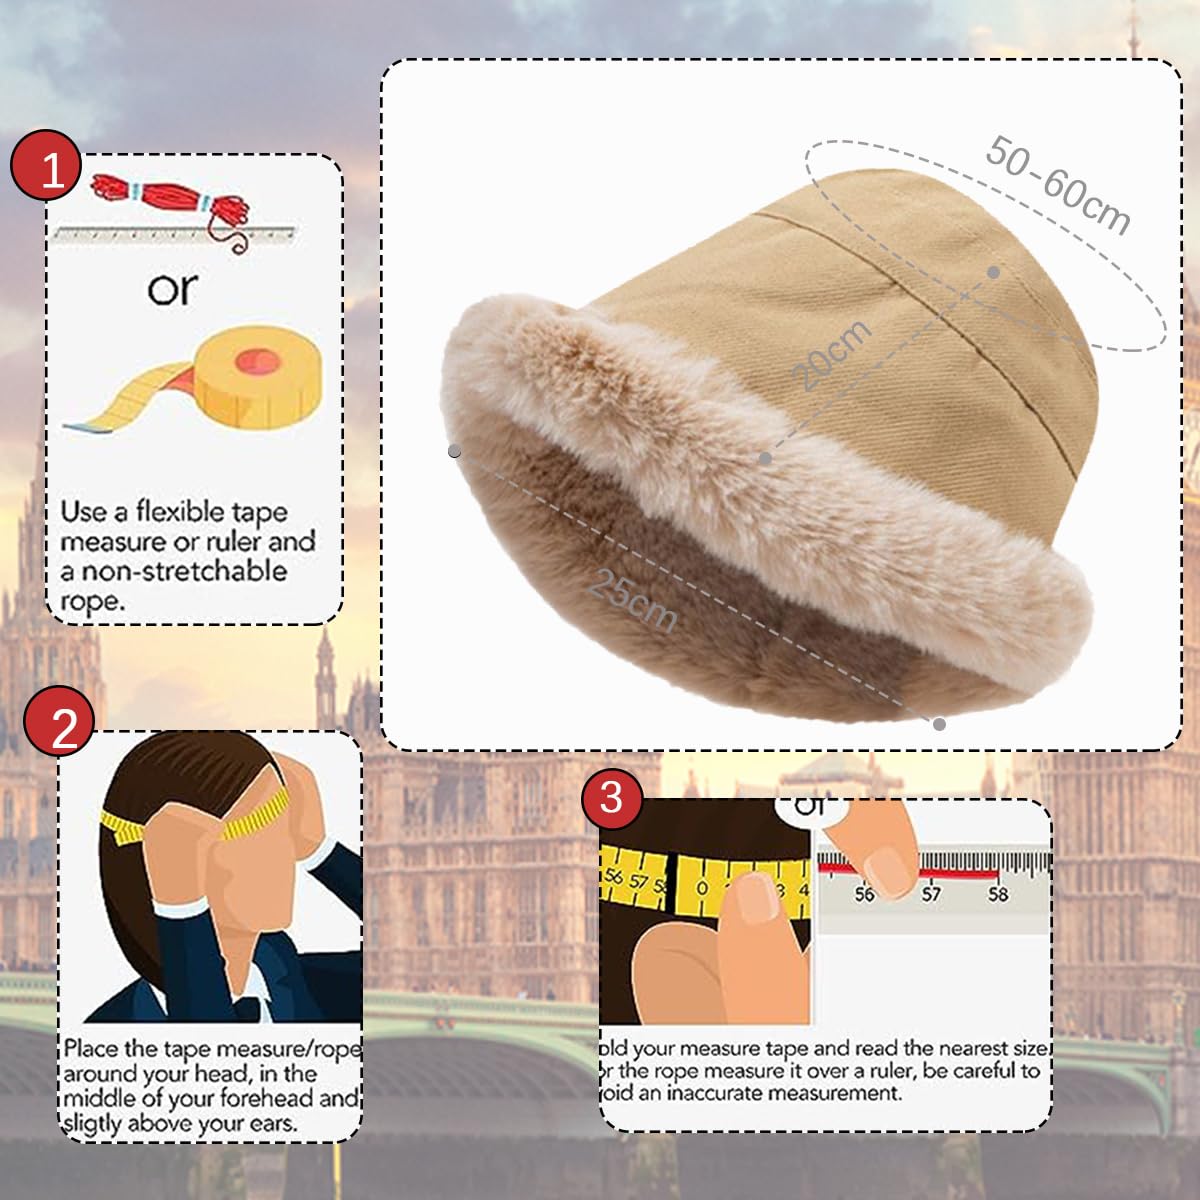 1
or
Use a flexible tape
measure or ruler and
a non-stretchable
rope.
50-60cm
20cm
25cm
2
Place the tape measure/rope
around your head, in the
middle of your forehead and
sligtly above your ears.
3
or
56 57 58 0 3 4
56 57 58
old your measure tape and read the nearest size.
or the rope measure it over a ruler, be careful to
void an inaccurate measurement.